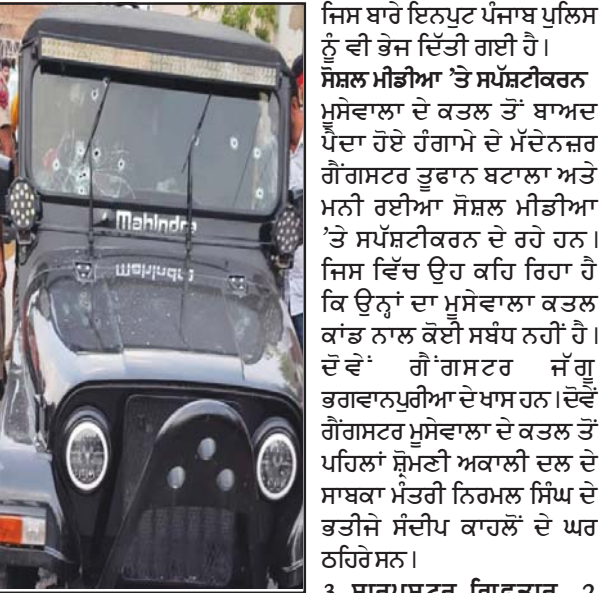 Mahindra
ਜਿਸ ਬਾਰੇ ਇਨਪੁਟ ਪੰਜਾਬ ਪੁਲਿਸ
ਨੂੰ ਵੀ ਭੇਜ ਦਿੱਤੀ ਗਈ ਹੈ।
ਸੋਸ਼ਲ ਮੀਡੀਆ ’ਤੇ ਸਪੱਸ਼ਟੀਕਰਨ
ਮੂਸੇਵਾਲਾ ਦੇ ਕਤਲ ਤੋਂ ਬਾਅਦ
ਪੈਦਾ ਹੋਏ ਹੰਗਾਮੇ ਦੇ ਮੱਦੇਨਜ਼ਰ
ਗੈਂਗਸਟਰ ਤੂਫਾਨ ਬਟਾਲਾ ਅਤੇ
ਮਨੀ ਰਈਆ ਸੋਸ਼ਲ ਮੀਡੀਆ
’ਤੇ ਸਪੱਸ਼ਟੀਕਰਨ ਦੇ ਰਹੇ ਹਨ।
ਜਿਸ ਵਿੱਚ ਉਹ ਕਹਿ ਰਿਹਾ ਹੈ
ਕਿ ਉਨ੍ਹਾਂ ਦਾ ਮੂਸੇਵਾਲਾ ਕਤਲ
ਕਾਂਡ ਨਾਲ ਕੋਈ ਸਬੰਧ ਨਹੀਂ ਹੈ।
ਦੋਵੇਂ ਗੈਂਗਸਟਰ ਜੱਗੂ
ਭਗਵਾਨਪੁਰੀਆ ਦੇ ਖਾਸ ਹਨ।ਦੋਵੇਂ
ਗੈਂਗਸਟਰ ਮੂਸੇਵਾਲਾ ਦੇ ਕਤਲ ਤੋਂ
ਪਹਿਲਾਂ ਸ਼੍ਰੋਮਣੀ ਅਕਾਲੀ ਦਲ ਦੇ
ਸਾਬਕਾ ਮੰਤਰੀ ਨਿਰਮਲ ਸਿੰਘ ਦੇ
ਭਤੀਜੇ ਸੰਦੀਪ ਕਾਹਲੋਂ ਦੇ ਘਰ
ਠਹਿਰੇ ਸਨ।